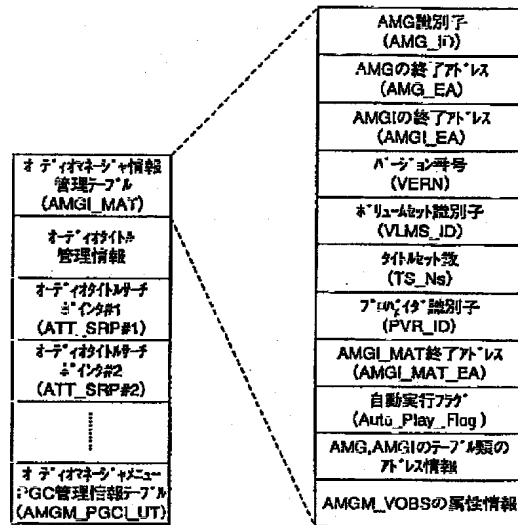 オーディオマネージャ情報
管理テーブル
(AMGI_MAT)
オーディオタイトル
管理情報
オーディオタイトルサーチ
ポインタ#1
(ATT_SRP#1)
オーディオタイトルサーチ
ポインタ#2
(ATT_SRP#2)
オーディオマネージャメニュー
PGC管理情報テーブル
(AMGM_PGCI_UT)
AMG識別子
(AMG_ID)
AMGの終了アドレス
(AMG_EA)
AMGIの終了アドレス
(AMGI_EA)
バージョン番号
(VERN)
ボリュームセット識別子
(VLMS_ID)
タイトルセット数
(TS_Ns)
プロバイダ識別子
(PVR_ID)
AMGI_MAT終了アドレス
(AMGI_MAT_EA)
自動実行フラグ
(Auto_Play_Flag)
AMG,AMGIのテーブル類の
アドレス情報
AMGM_VOBSの属性情報